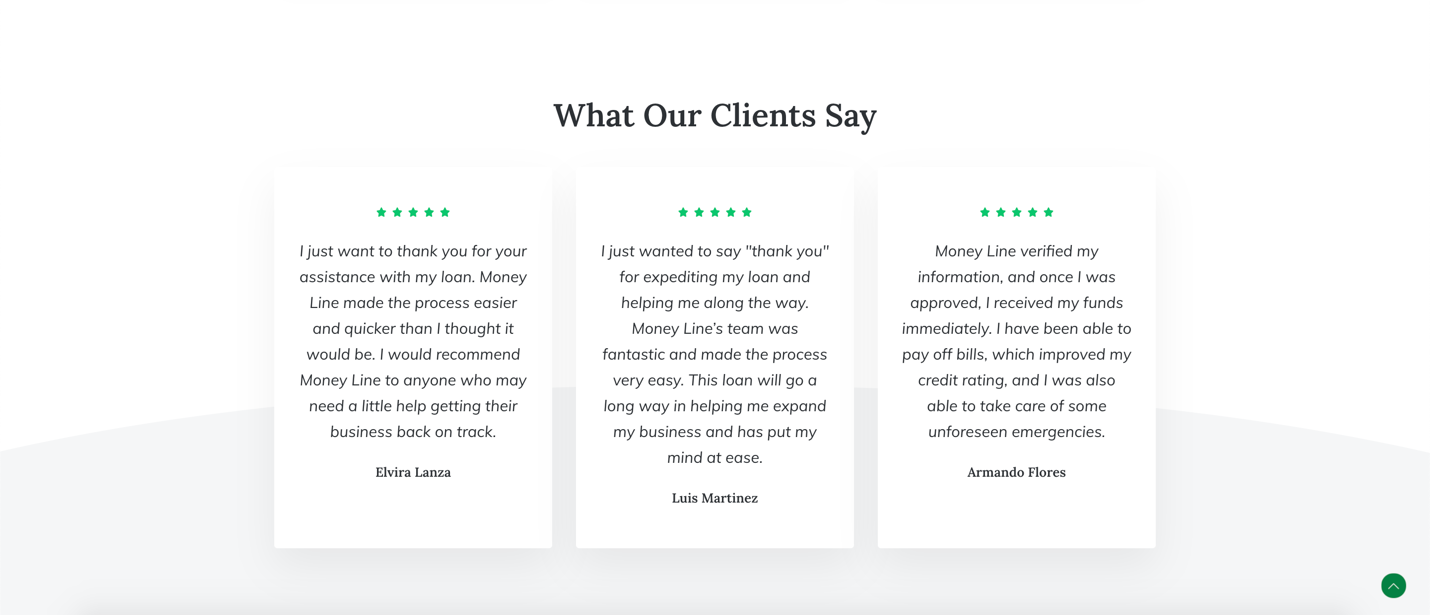 What Our Clients Say
I just want to thank you for your
assistance with my loan. Money
Line made the process easier
and quicker than I thought it
would be. I would recommend
Money Line to anyone who may
need a little help getting their
business back on track.
Elvira Lanza
I just wanted to say "thank you"
for expediting my loan and
helping me along the way.
Money Line’s team was
fantastic and made the process
very easy. This loan will go a
long way in helping me expand
my business and has put my
mind at ease.
Luis Martinez
Money Line verified my
information, and once I was
approved, I received my funds
immediately. I have been able to
pay off bills, which improved my
credit rating, and I was also
able to take care of some
unforeseen emergencies.
Armando Flores